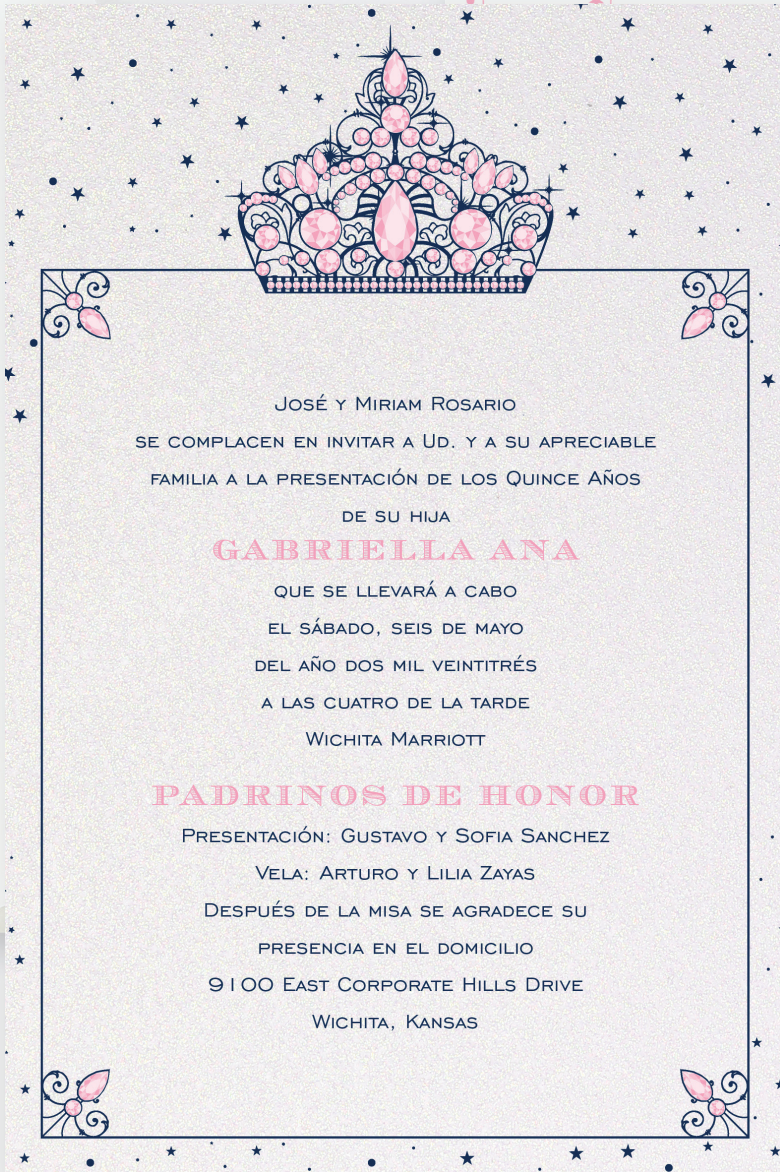 José y Miriam Rosario
se complacen en invitar a Ud. y a su apreciable
familia a la presentación de los Quince Años
de su hija
GABRIELLA ANA
que se llevará a cabo
el sábado, seis de mayo
del año dos mil veintitrés
a las cuatro de la tarde
Wichita Marriott
PADRINOS DE HONOR
Presentación: Gustavo y Sofia Sanchez
Vela: Arturo y Lilia Zayas
Después de la misa se agradece su
presencia en el domicilio
9100 East Corporate Hills Drive
Wichita, Kansas